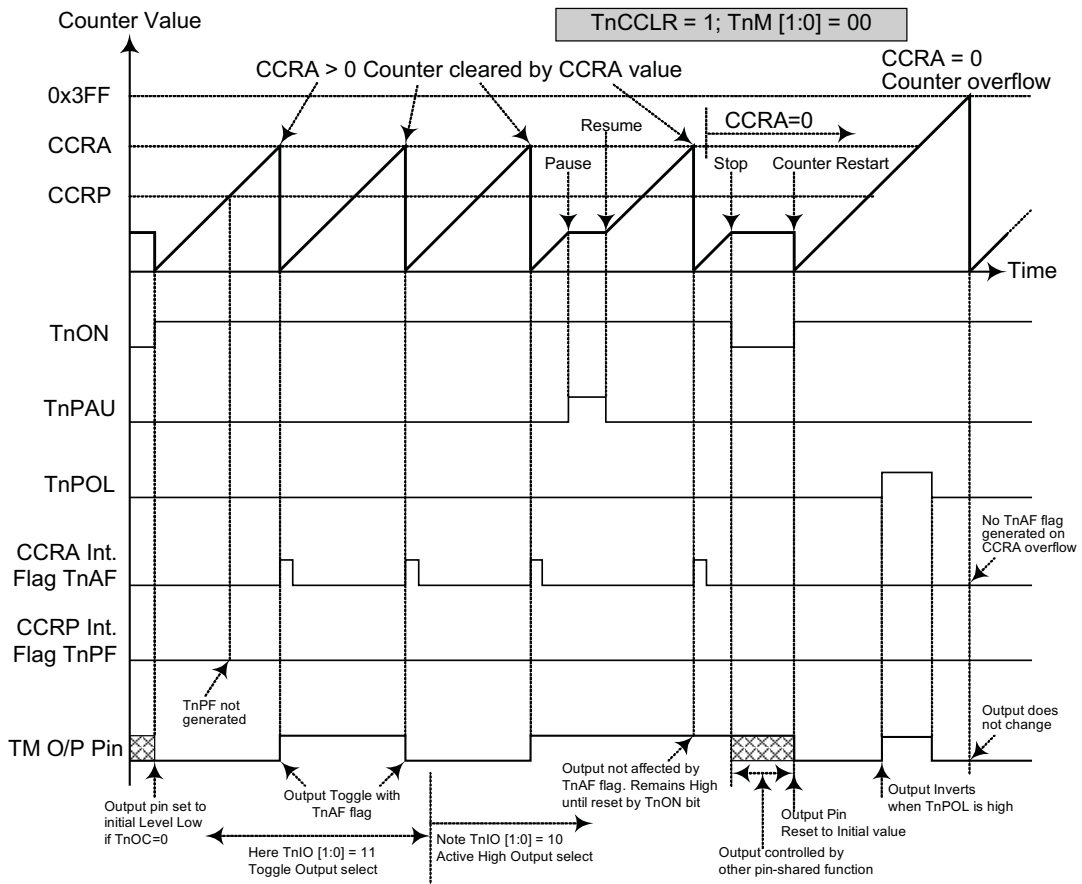 Counter Value
TnCCLR = 1; TnM [1:0] = 00
CCRA = 0
Counter overflow
CCRA > 0 Counter cleared by CCRA value
0x3FF
Resume
CCRA=0
CCRA
Pause
Stop
Counter Restart
CCRP
Time
TnON
TnPAU
TnPOL
No TnAF flag
generated on
CCRA overflow
CCRA Int.
Flag TnAF
CCRP Int.
Flag TnPF
TnPF not
generated
Output does
not change
TM O/P Pin
Output pin set to
initial Level Low
if TnOC=0
Output Toggle with
TnAF flag
Here TnIO [1:0] = 11
Toggle Output select
Note TnIO [1:0] = 10
Active High Output select
Output not affected by
TnAF flag. Remains High
until reset by TnON bit
Output controlled by
other pin-shared function
Output Pin
Reset to Initial value
Output Inverts
when TnPOL is high